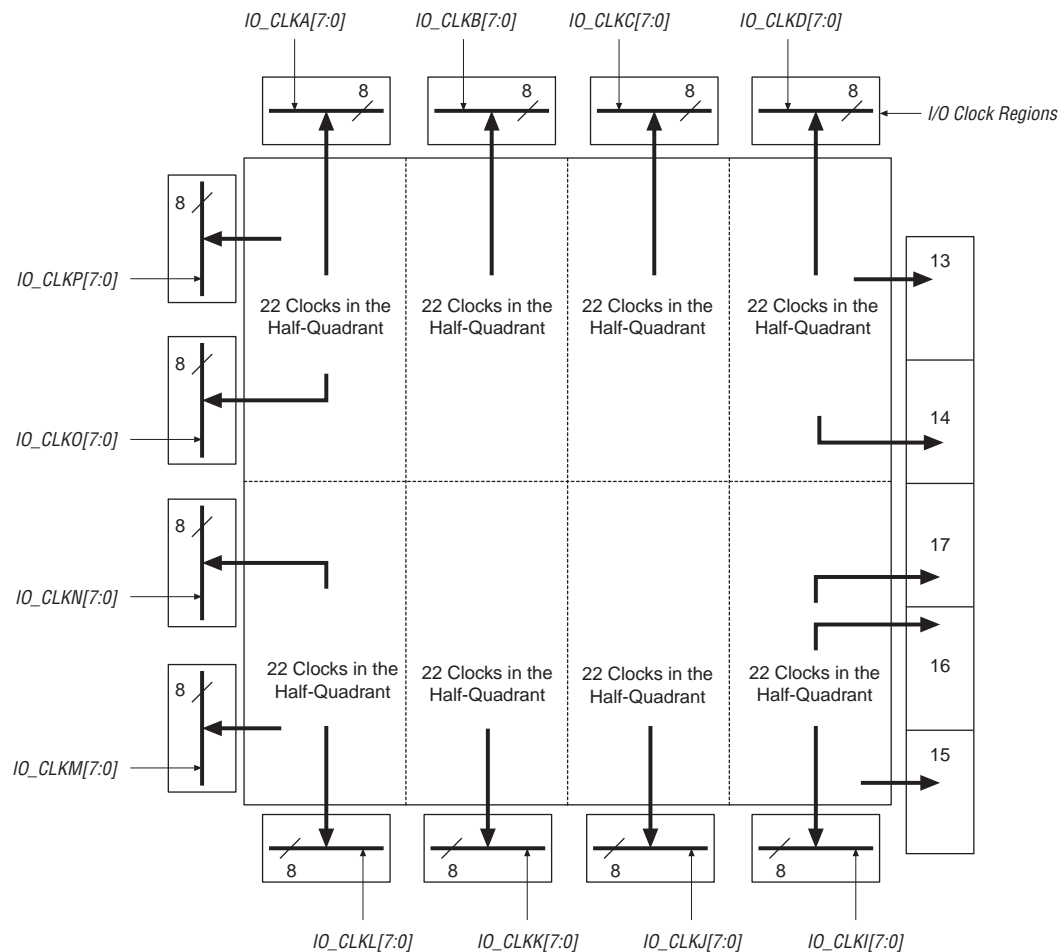 IO_CLKA[7:0] IO_CLKB[7:0] IO_CLKC[7:0] IO_CLKD[7:0]
8 8 8 8
I/O Clock Regions
8
IO_CLKP[7:0]
13
22 Clocks in the
Half-Quadrant
22 Clocks in the
Half-Quadrant
22 Clocks in the
Half-Quadrant
22 Clocks in the
Half-Quadrant
8
IO_CLKO[7:0]
14
8
IO_CLKN[7:0]
17
22 Clocks in the
Half-Quadrant
22 Clocks in the
Half-Quadrant
22 Clocks in the
Half-Quadrant
22 Clocks in the
Half-Quadrant
16
8
IO_CLKM[7:0]
15
8 8 8 8
IO_CLKL[7:0] IO_CLKK[7:0] IO_CLKJ[7:0] IO_CLKI[7:0]